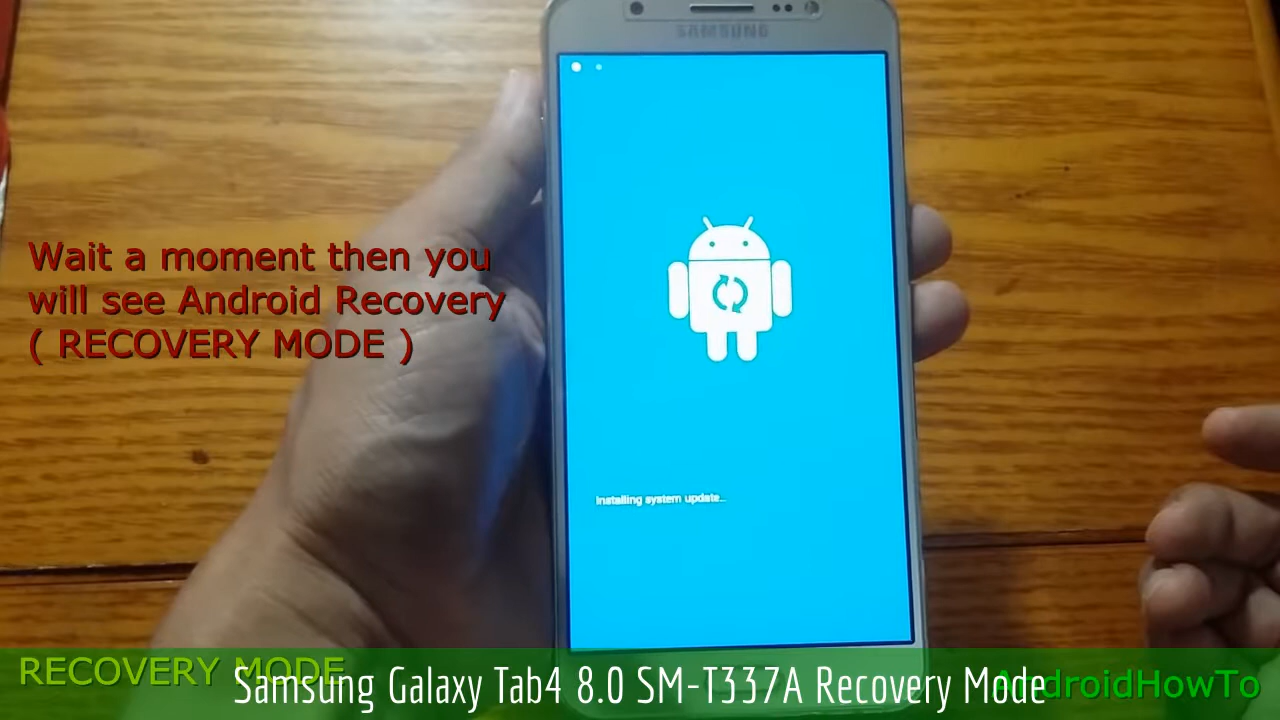 SAMSUNG
Wait a moment then you
will see Android Recovery
( RECOVERY MODE )
Installing system update...
RECOVERY MODE
Samsung Galaxy Tab4 8.0 SM-T337A Recovery Mode
AndroidHowTo